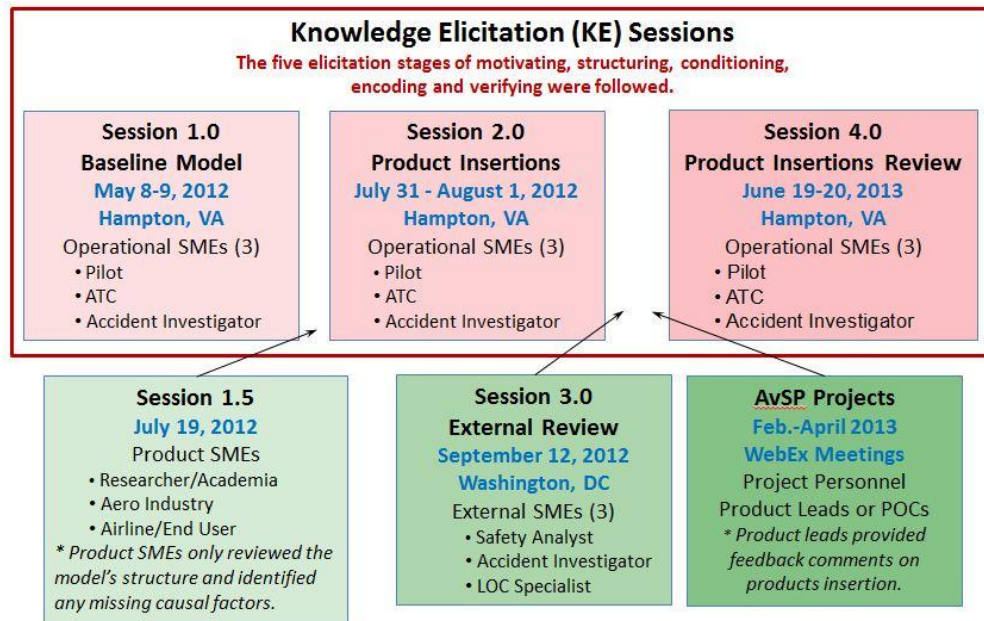 Knowledge Elicitation (KE) Sessions
The five elicitation stages of motivating, structuring, conditioning,
encoding and verifying were followed.
Session 1.0
Baseline Model
May 8-9, 2012
Hampton, VA
Operational SMEs (3)
• Pilot
• ATC
• Accident Investigator
Session 2.0
Product Insertions
July 31 - August 1, 2012
Hampton, VA
Operational SMEs (3)
• Pilot
• ATC
• Accident Investigator
Session 4.0
Product Insertions Review
June 19-20, 2013
Hampton, VA
Operational SMEs (3)
• Pilot
• ATC
• Accident Investigator
Session 1.5
July 19, 2012
Product SMEs
• Researcher/Academia
• Aero Industry
• Airline/End User
* Product SMEs only reviewed the
model's structure and identified
any missing causal factors.
Session 3.0
External Review
September 12, 2012
Washington, DC
External SMEs (3)
• Safety Analyst
• Accident Investigator
• LOC Specialist
AvSP Projects
Feb.-April 2013
WebEx Meetings
Project Personnel
Product Leads or POCs
* Product leads provided
feedback comments on
products insertion.